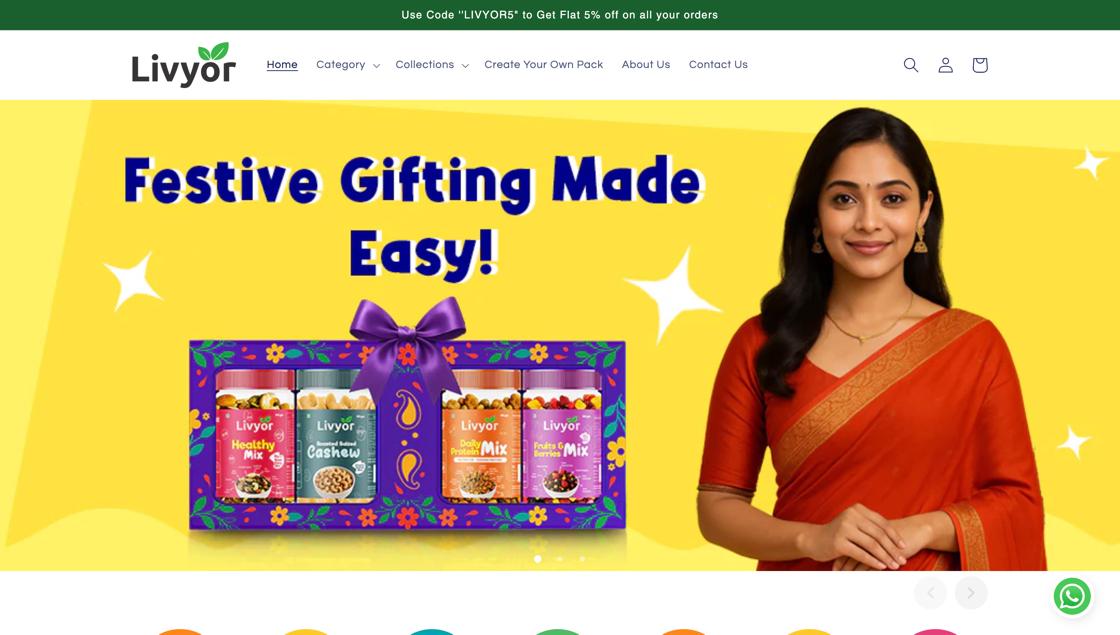 Use Code "LIVYOR5" to Get Flat 5% off on all your orders
Livyor
Home
Category
Collections
Create Your Own Pack
About Us
Contact Us
Festive Gifting Made
Easy!
Livyor
Healthy
Mix
Livyor
Roasted Salted
Cashew
Livyor
Daily
Protein Mix
Livyor
Fruits &
Berries Mix